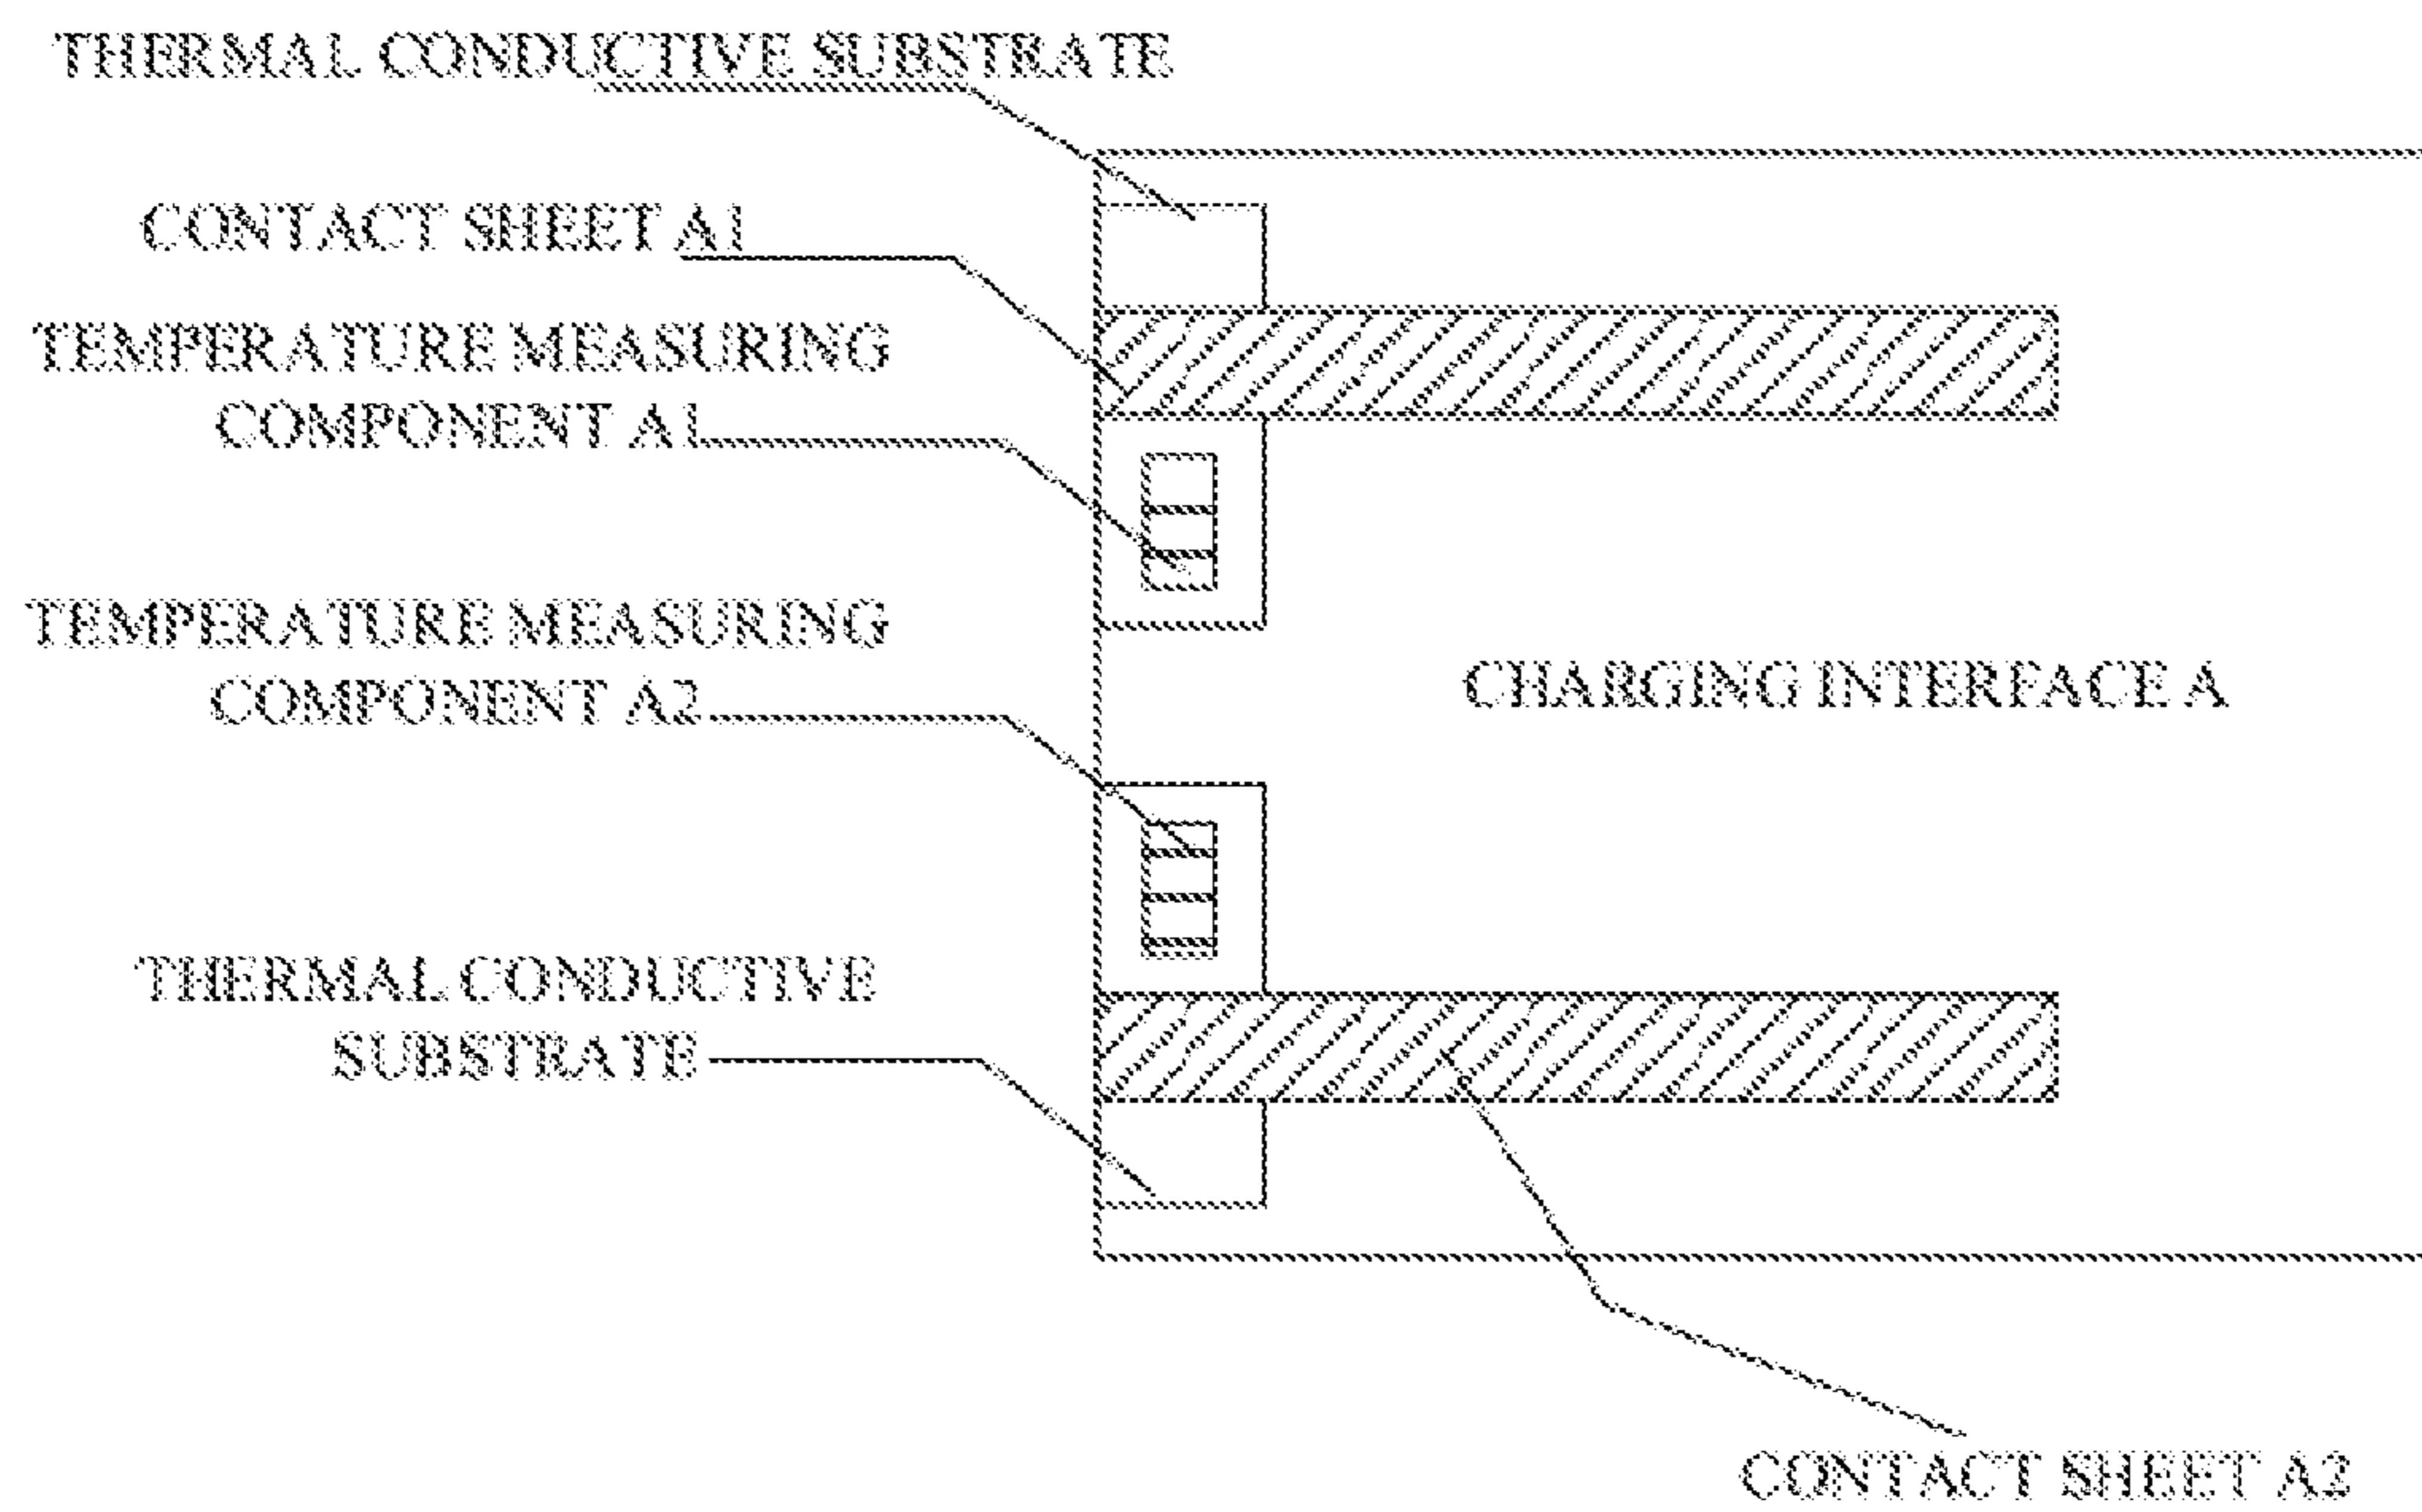 THERMAL CONDUCTIVE SUBSTRATE
CONTACT SHEET A1
TEMPERATURE MEASURING
COMPONENT A1
TEMPERATURE MEASURING
COMPONENT A2
CHARGING INTERFACE A
THERMAL CONDUCTIVE
SUBSTRATE
CONTACT SHEET A2